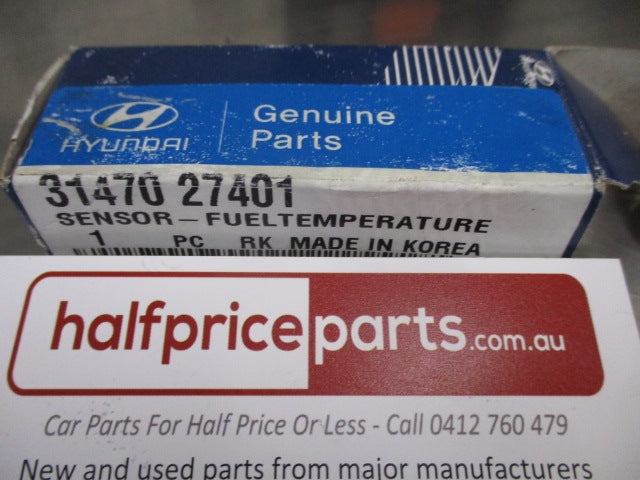 HYUNDAI
Genuine
Parts
31470 27401
SENSOR-FUELTEMPERATURE
1 PC RK MADE IN KOREA
halfpriceparts.com.au
Car Parts For Half Price Or Less - Call 0412 760 479
New and used parts from major manufacturers